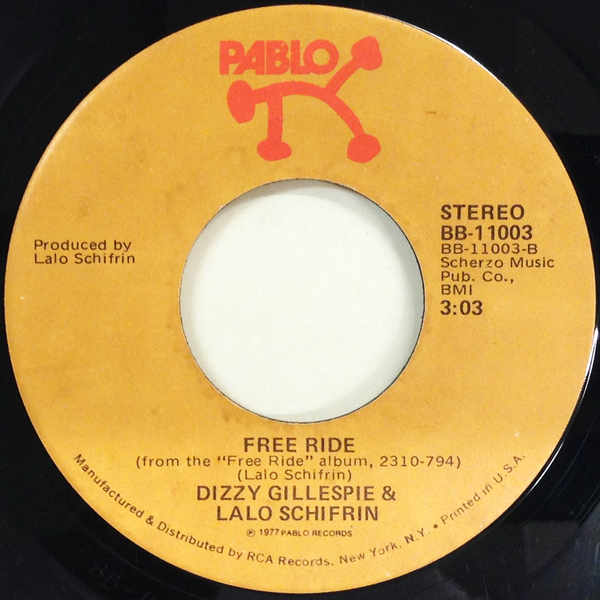 PABLO
Produced by
Lalo Schifrin
STEREO
BB-11003
BB-11003-B
Scherzo Music
Pub. Co.,
BMI
3:03
FREE RIDE
(from the “Free Ride” album, 2310-794)
(Lalo Schifrin)
DIZZY GILLESPIE &
LALO SCHIFRIN
℗ 1977 PABLO RECORDS
Manufactured & Distributed by RCA Records, New York, N.Y. • Printed in U.S.A.